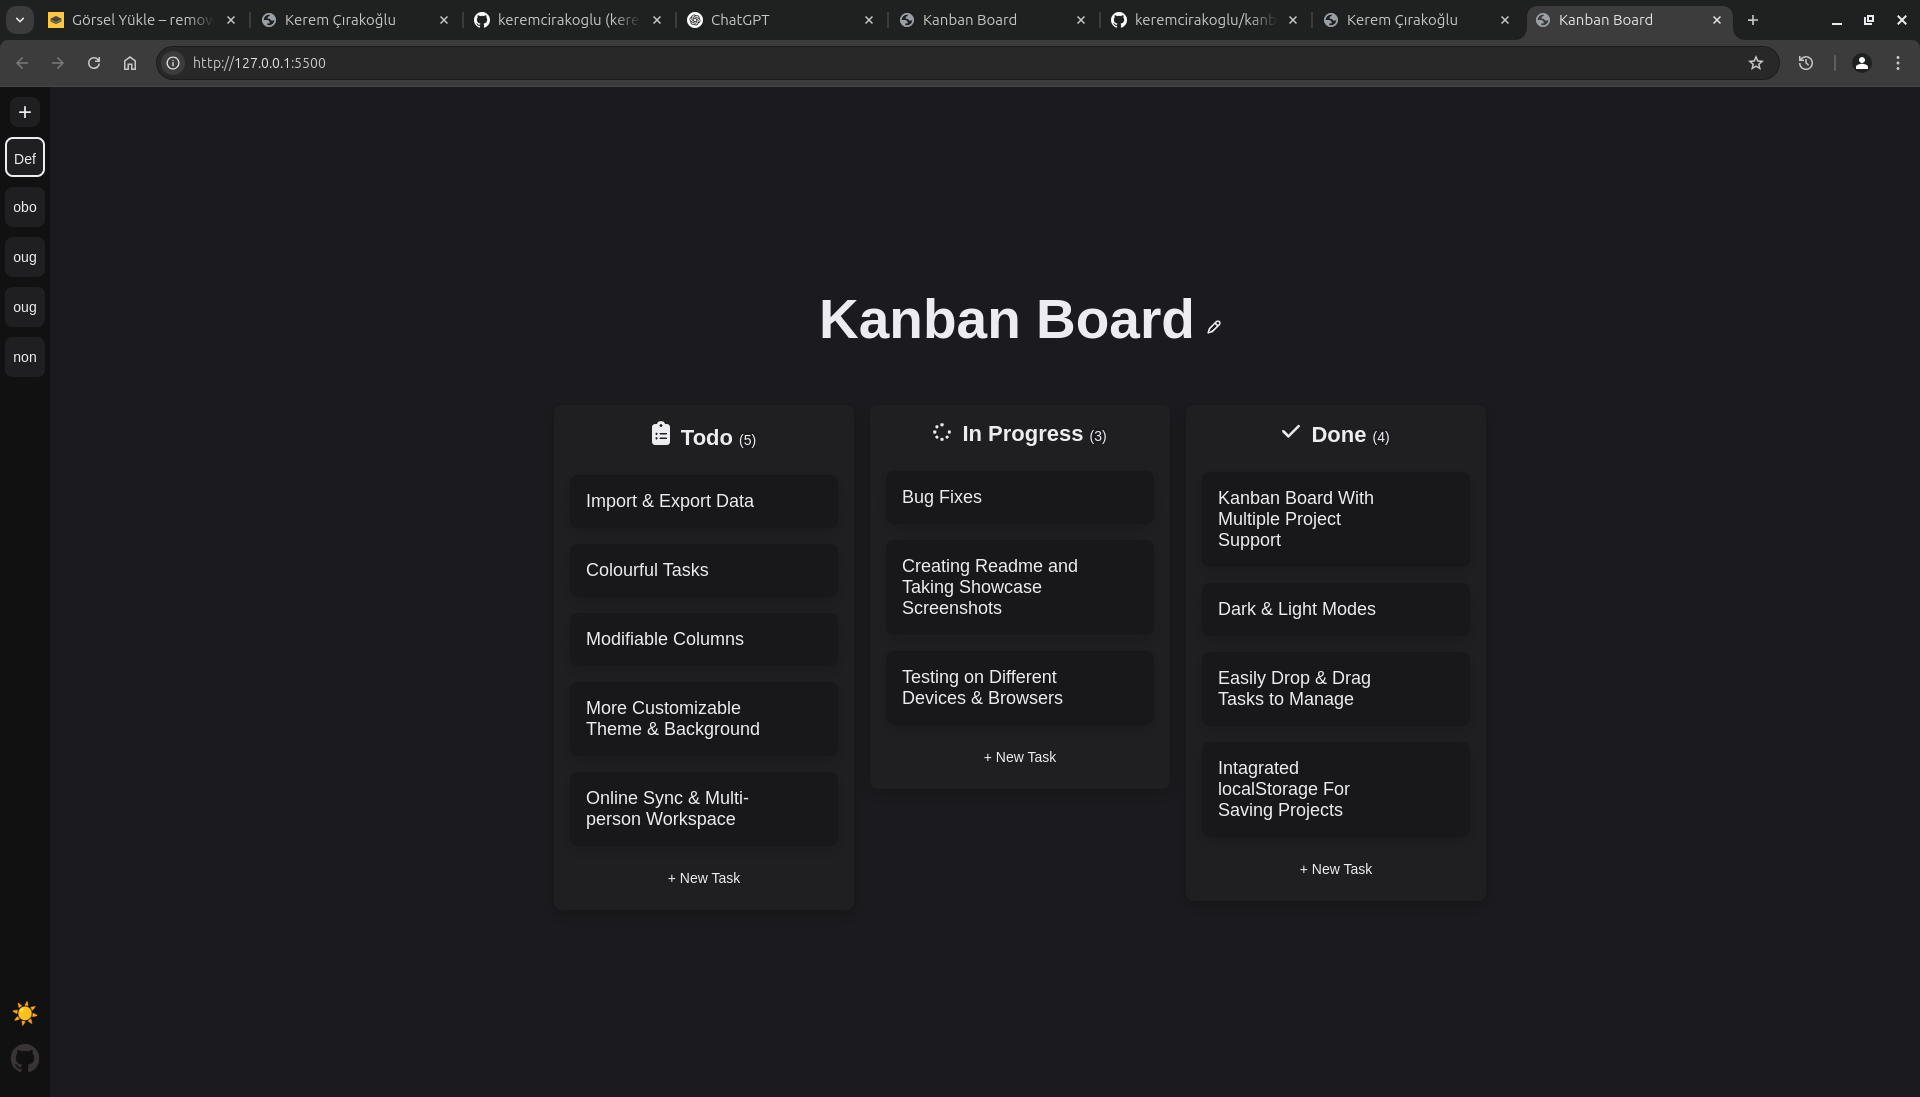 Görsel Yükle – remov
Kerem Çırakoğlu
keremcirakoglu (kere
ChatGPT
Kanban Board
keremcirakoglu/kanb
Kerem Çırakoğlu
Kanban Board
http://127.0.0.1:5500
+
Def
obo
oug
oug
non
Kanban Board
Todo (5)
Import & Export Data
Colourful Tasks
Modifiable Columns
More Customizable
Theme & Background
Online Sync & Multi-
person Workspace
+ New Task
In Progress (3)
Bug Fixes
Creating Readme and
Taking Showcase
Screenshots
Testing on Different
Devices & Browsers
+ New Task
Done (4)
Kanban Board With
Multiple Project
Support
Dark & Light Modes
Easily Drop & Drag
Tasks to Manage
Intagrated
localStorage For
Saving Projects
+ New Task